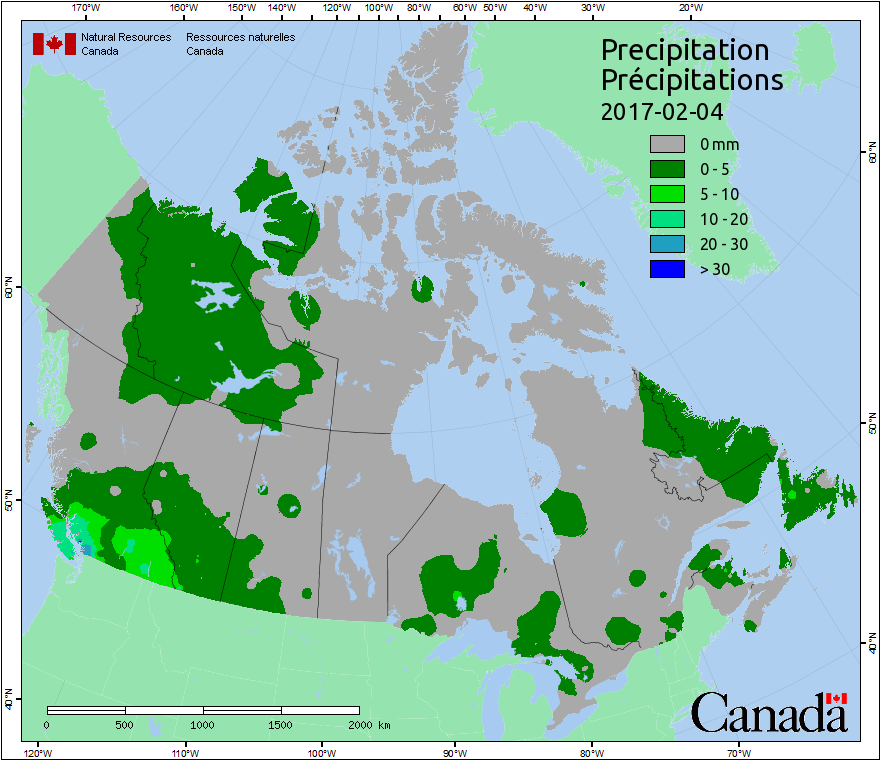 170°W 160°W 150°W 140°W 120°W 100°W 80°W 60°W 50°W 40°W 30°W 20°W
Natural Resources Ressources naturelles
Canada Canada
Precipitation
Précipitations
2017-02-04
0 mm
0 - 5
5 - 10
10 - 20
20 - 30
> 30
60°N
60°N
50°N
50°N
40°N
40°N
0 500 1000 1500 2000 km
Canada
120°W 110°W 100°W 90°W 80°W 70°W